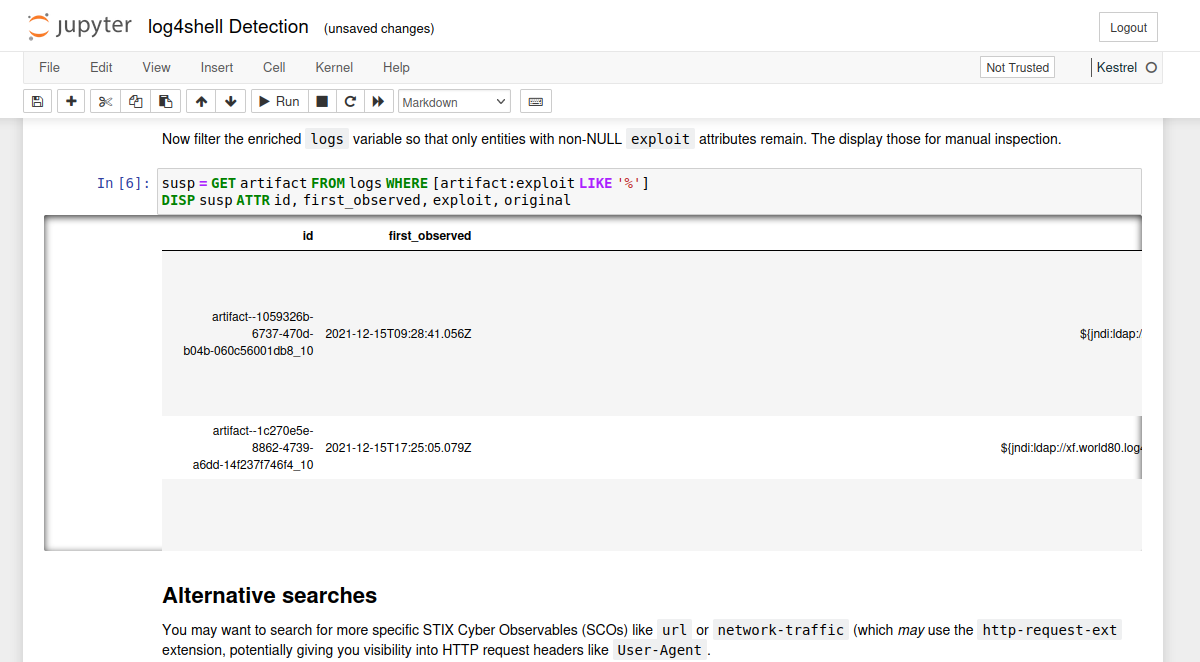 jupyter log4shell Detection (unsaved changes) Logout
File Edit View Insert Cell Kernel Help Not Trusted Kestrel
Run Markdown
Now filter the enriched logs variable so that only entities with non-NULL exploit attributes remain. The display those for manual inspection.
In [6]: susp = GET artifact FROM logs WHERE [artifact:exploit LIKE '%']
DISP susp ATTR id, first_observed, exploit, original
id first_observed
artifact--1059326b-
6737-470d- 2021-12-15T09:28:41.056Z ${jndi:ldap:/
b04b-060c56001db8_10
artifact--1c270e5e-
8862-4739- 2021-12-15T17:25:05.079Z ${jndi:ldap://xf.world80.log
a6dd-14f237f746f4_10
Alternative searches
You may want to search for more specific STIX Cyber Observables (SCOs) like url or network-traffic (which may use the http-request-ext
extension, potentially giving you visibility into HTTP request headers like User-Agent .